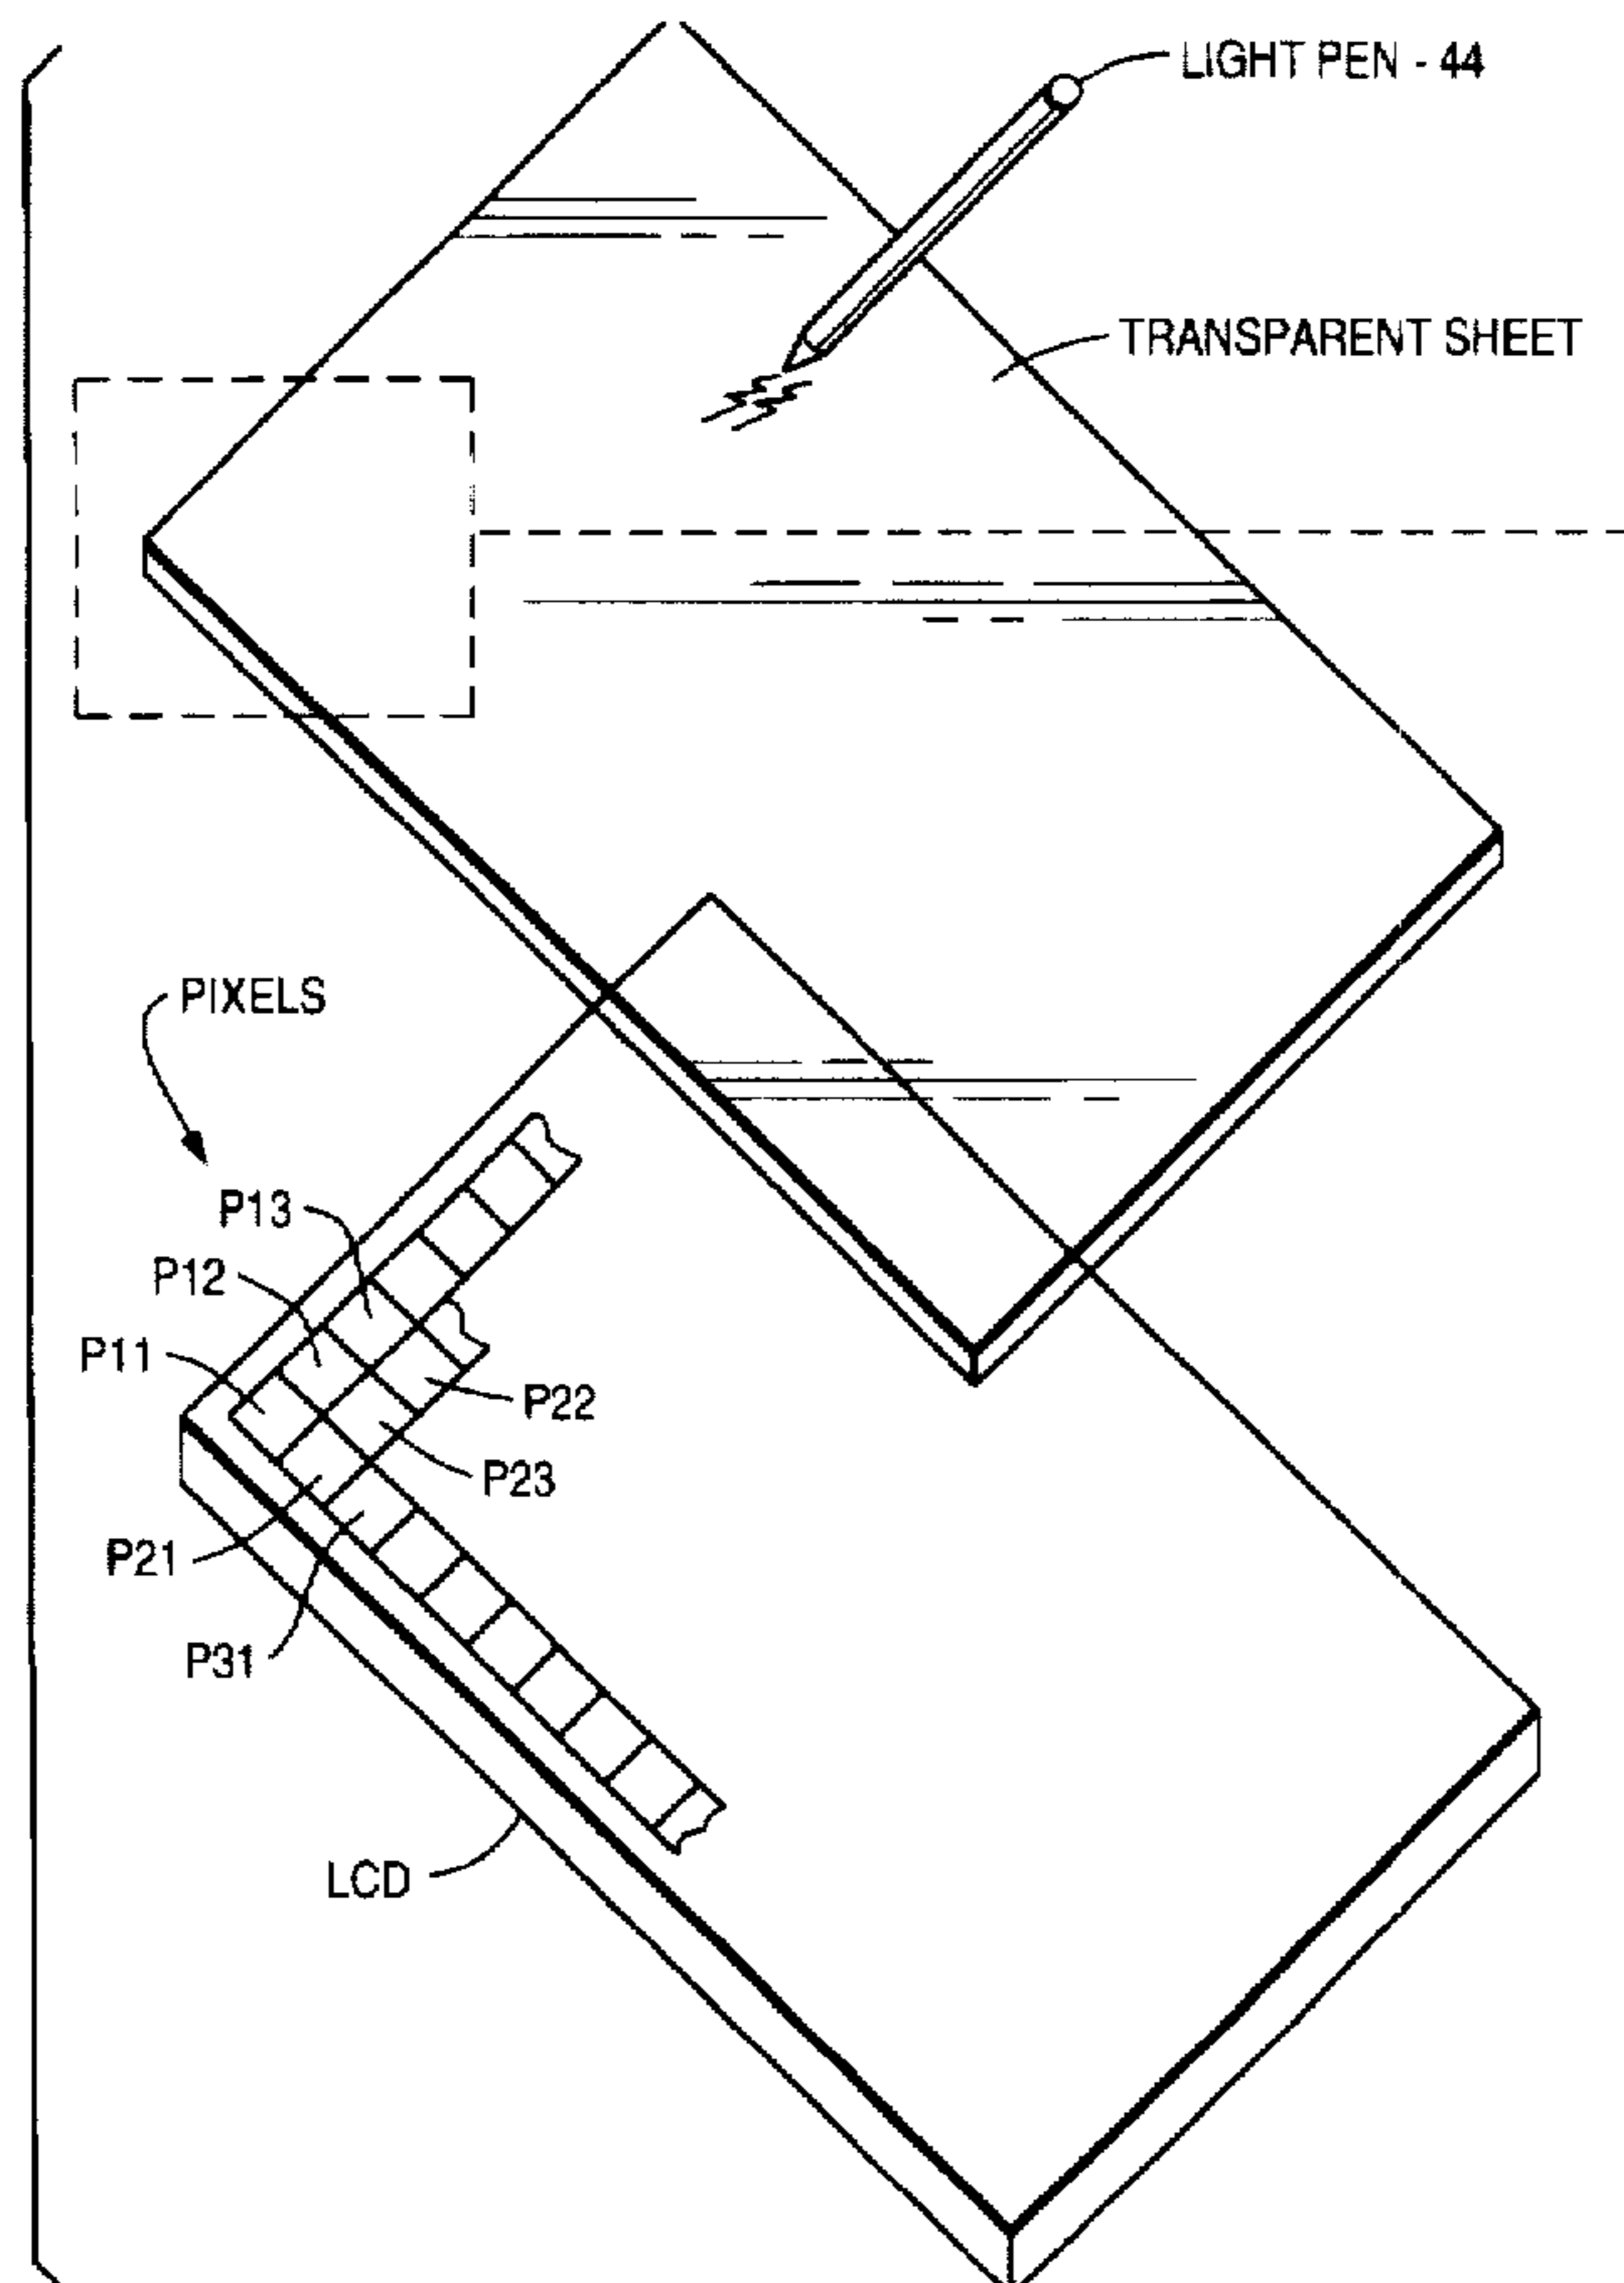 LIGHT PEN - 44
TRANSPARENT SHEET
PIXELS
P13
P12
P11
P22
P23
P21
P31
LCD